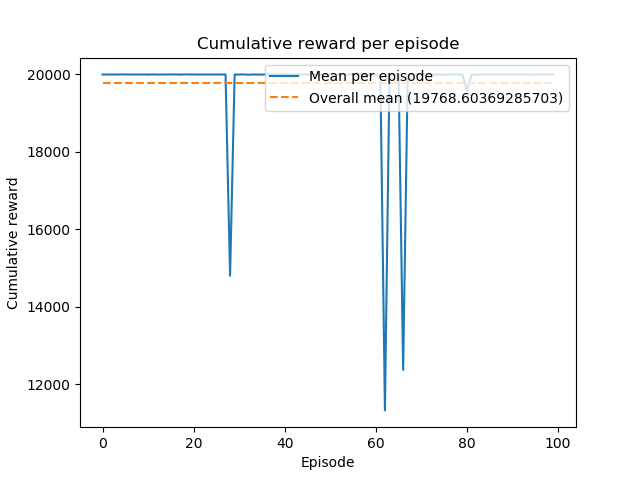 Cumulative reward per episode
Mean per episode
Overall mean (19768.60369285703)
Cumulative reward
20000
18000
16000
14000
12000
0 20 40 60 80 100
Episode